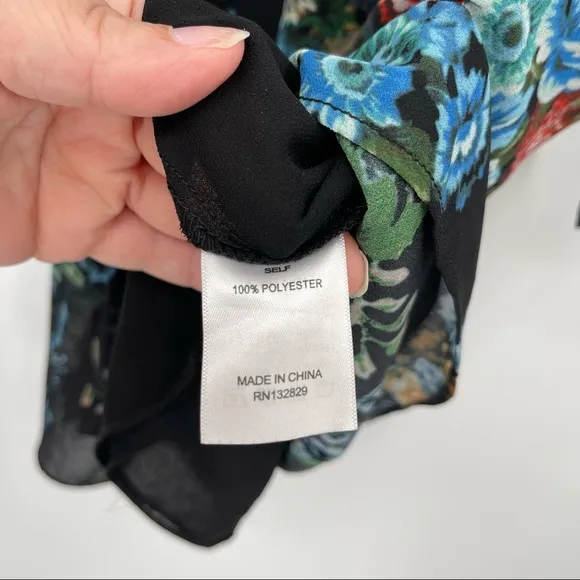 SELF
100% POLYESTER
MADE IN CHINA
RN132829